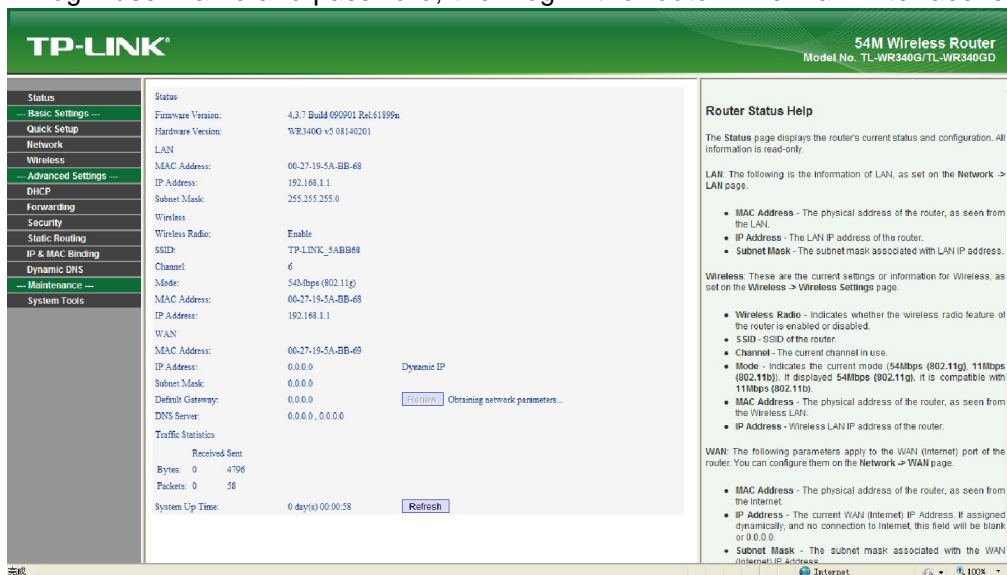 TP-LINK®
54M Wireless Router
Model No. TL-WR340G/TL-WR340GD
Status
--- Basic Settings ---
Quick Setup
Network
Wireless
--- Advanced Settings ---
DHCP
Forwarding
Security
Static Routing
IP & MAC Binding
Dynamic DNS
--- Maintenance ---
System Tools
Status
Firmware Version: 4.3.7 Build 090901 Rel.61899n
Hardware Version: WR340G v5 08140201
LAN
MAC Address: 00-27-19-5A-BB-68
IP Address: 192.168.1.1
Subnet Mask: 255.255.255.0
Wireless
Wireless Radio: Enable
SSID: TP-LINK_5ABB68
Channel: 6
Mode: 54Mbps (802.11g)
MAC Address: 00-27-19-5A-BB-68
IP Address: 192.168.1.1
WAN
MAC Address: 00-27-19-5A-BB-69
IP Address: 0.0.0.0 Dynamic IP
Subnet Mask: 0.0.0.0
Default Gateway: 0.0.0.0 Renew Obtaining network parameters...
DNS Server: 0.0.0.0 , 0.0.0.0
Traffic Statistics
Received Sent
Bytes: 0 4796
Packets: 0 58
System Up Time: 0 day(s) 00:00:58 Refresh
Router Status Help
The Status page displays the router's current status and configuration. All
information is read-only.
LAN: The following is the information of LAN, as set on the Network ->
LAN page.
• MAC Address - The physical address of the router, as seen from
the LAN.
• IP Address - The LAN IP address of the router.
• Subnet Mask - The subnet mask associated with LAN IP address.
Wireless: These are the current settings or information for Wireless, as
set on the Wireless -> Wireless Settings page.
• Wireless Radio - Indicates whether the wireless radio feature of
the router is enabled or disabled.
• SSID - SSID of the router.
• Channel - The current channel in use.
• Mode - Indicates the current mode (54Mbps (802.11g), 11Mbps
(802.11b)). If displayed 54Mbps (802.11g), it is compatible with
11Mbps (802.11b).
• MAC Address - The physical address of the router, as seen from
the Wireless LAN.
• IP Address - Wireless LAN IP address of the router.
WAN: The following parameters apply to the WAN (Internet) port of the
router. You can configure them on the Network -> WAN page.
• MAC Address - The physical address of the router, as seen from
the Internet.
• IP Address - The current WAN (Internet) IP Address. If assigned
dynamically, and no connection to Internet, this field will be blank
or 0.0.0.0.
• Subnet Mask - The subnet mask associated with the WAN
(Internet) IP Address.
完成 Internet 100%